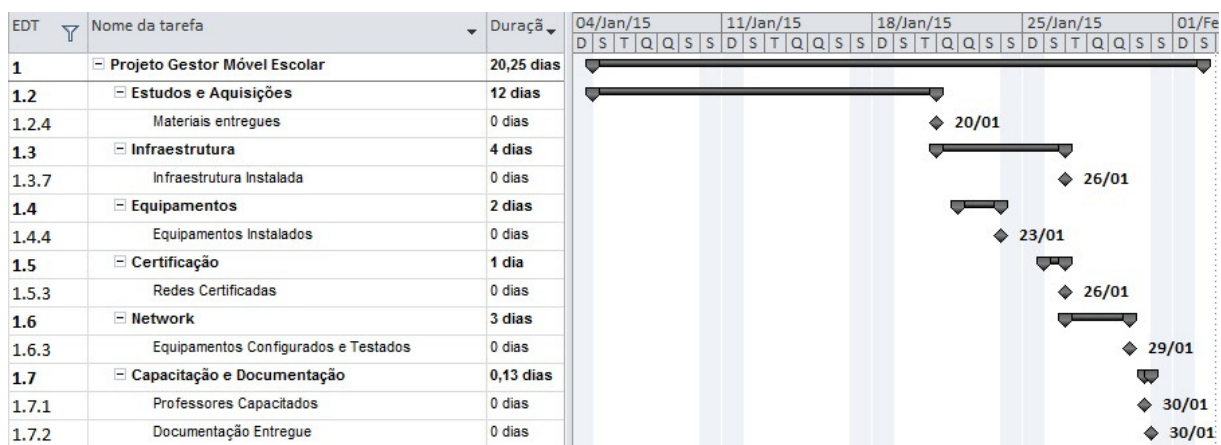 EDT Nome da tarefa Duraçã 04/Jan/15 11/Jan/15 18/Jan/15 25/Jan/15 01/Fe
D S T Q Q S S D S T Q Q S S D S T Q Q S S D S T Q Q S S D S
1 Projeto Gestor Móvel Escolar 20,25 dias
1.2 Estudos e Aquisições 12 dias
1.2.4 Materiais entregues 0 dias 20/01
1.3 Infraestrutura 4 dias
1.3.7 Infraestrutura Instalada 0 dias 26/01
1.4 Equipamentos 2 dias
1.4.4 Equipamentos Instalados 0 dias 23/01
1.5 Certificação 1 dia
1.5.3 Redes Certificadas 0 dias 26/01
1.6 Network 3 dias
1.6.3 Equipamentos Configurados e Testados 0 dias 29/01
1.7 Capacitação e Documentação 0,13 dias
1.7.1 Professores Capacitados 0 dias 30/01
1.7.2 Documentação Entregue 0 dias 30/01